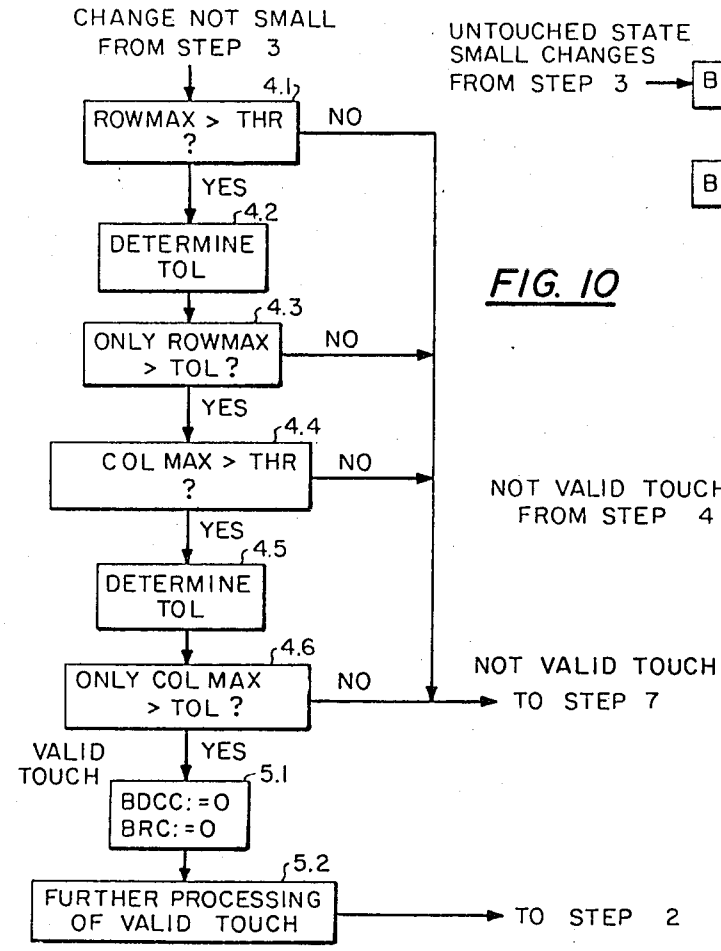 CHANGE NOT SMALL
FROM STEP 3
4.1
ROWMAX > THR
?
NO
YES
4.2
DETERMINE
TOL
4.3
ONLY ROWMAX
> TOL ?
NO
YES
4.4
COL MAX > THR
?
NO
YES
4.5
DETERMINE
TOL
4.6
ONLY COL MAX
> TOL ?
NO
NOT VALID TOUCH
TO STEP 7
VALID
TOUCH
YES
5.1
BDCC:=0
BRC:=0
5.2
FURTHER PROCESSING
OF VALID TOUCH
TO STEP 2
UNTOUCHED STATE
SMALL CHANGES
FROM STEP 3
B
B
FIG. 10
NOT VALID TOUCH
FROM STEP 4